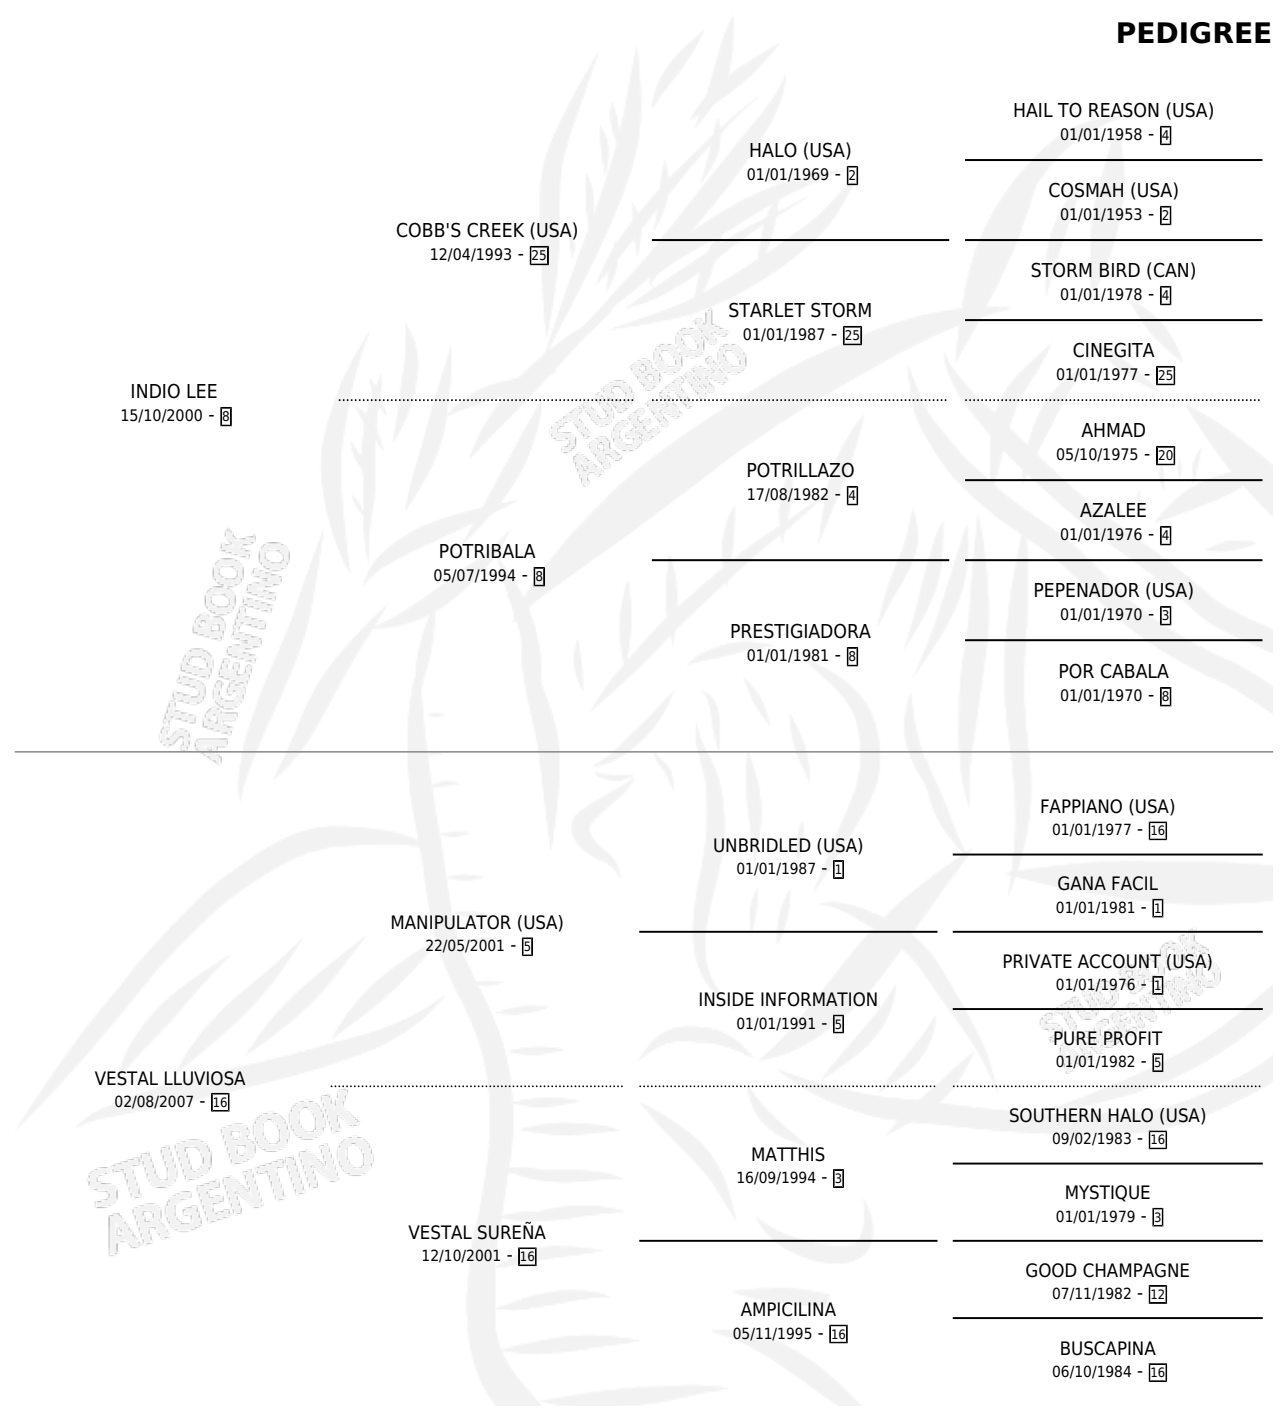 PEDIGREE
HAIL TO REASON (USA)
01/01/1958 - 4
HALO (USA)
01/01/1969 - 2
COSMAH (USA)
01/01/1953 - 2
COBB'S CREEK (USA)
12/04/1993 - 25
STORM BIRD (CAN)
01/01/1978 - 4
STARLET STORM
01/01/1987 - 25
CINEGITA
01/01/1977 - 25
INDIO LEE
15/10/2000 - 8
STUD BOOK
ARGENTINO
AHMAD
05/10/1975 - 20
POTRILLAZO
17/08/1982 - 4
AZALEE
01/01/1976 - 4
POTRIBALA
05/07/1994 - 8
PEPENADOR (USA)
01/01/1970 - 3
PRESTIGIADORA
01/01/1981 - 8
POR CABALA
01/01/1970 - 8
STUD BOOK
ARGENTINO
FAPPIANO (USA)
01/01/1977 - 16
UNBRIDLED (USA)
01/01/1987 - 1
GANA FACIL
01/01/1981 - 1
MANIPULATOR (USA)
22/05/2001 - 5
PRIVATE ACCOUNT (USA)
01/01/1976 - 1
INSIDE INFORMATION
01/01/1991 - 5
STUD BOOK
ARGENTINO
PURE PROFIT
01/01/1982 - 5
VESTAL LLUVIOSA
02/08/2007 - 16
SOUTHERN HALO (USA)
09/02/1983 - 16
MATTHIS
16/09/1994 - 3
MYSTIQUE
01/01/1979 - 3
STUD BOOK
ARGENTINO
VESTAL SUREÑA
12/10/2001 - 16
GOOD CHAMPAGNE
07/11/1982 - 12
AMPICILINA
05/11/1995 - 16
BUSCAPINA
06/10/1984 - 16